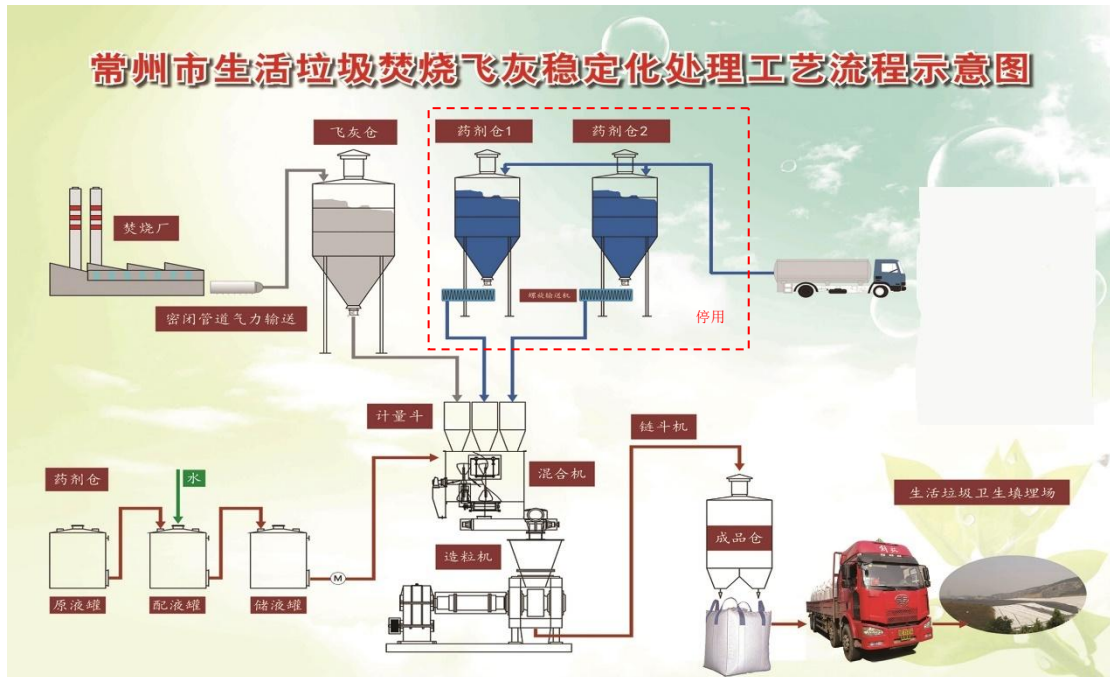 常州市生活垃圾焚烧飞灰稳定化处理工艺流程示意图
飞灰仓
药剂仓1
药剂仓2
焚烧厂
密闭管道气力输送
螺旋输送机
停用
计量斗
链斗机
混合机
药剂仓
水
生活垃圾卫生填埋场
成品仓
造粒机
M
原液罐
配液罐
储液罐